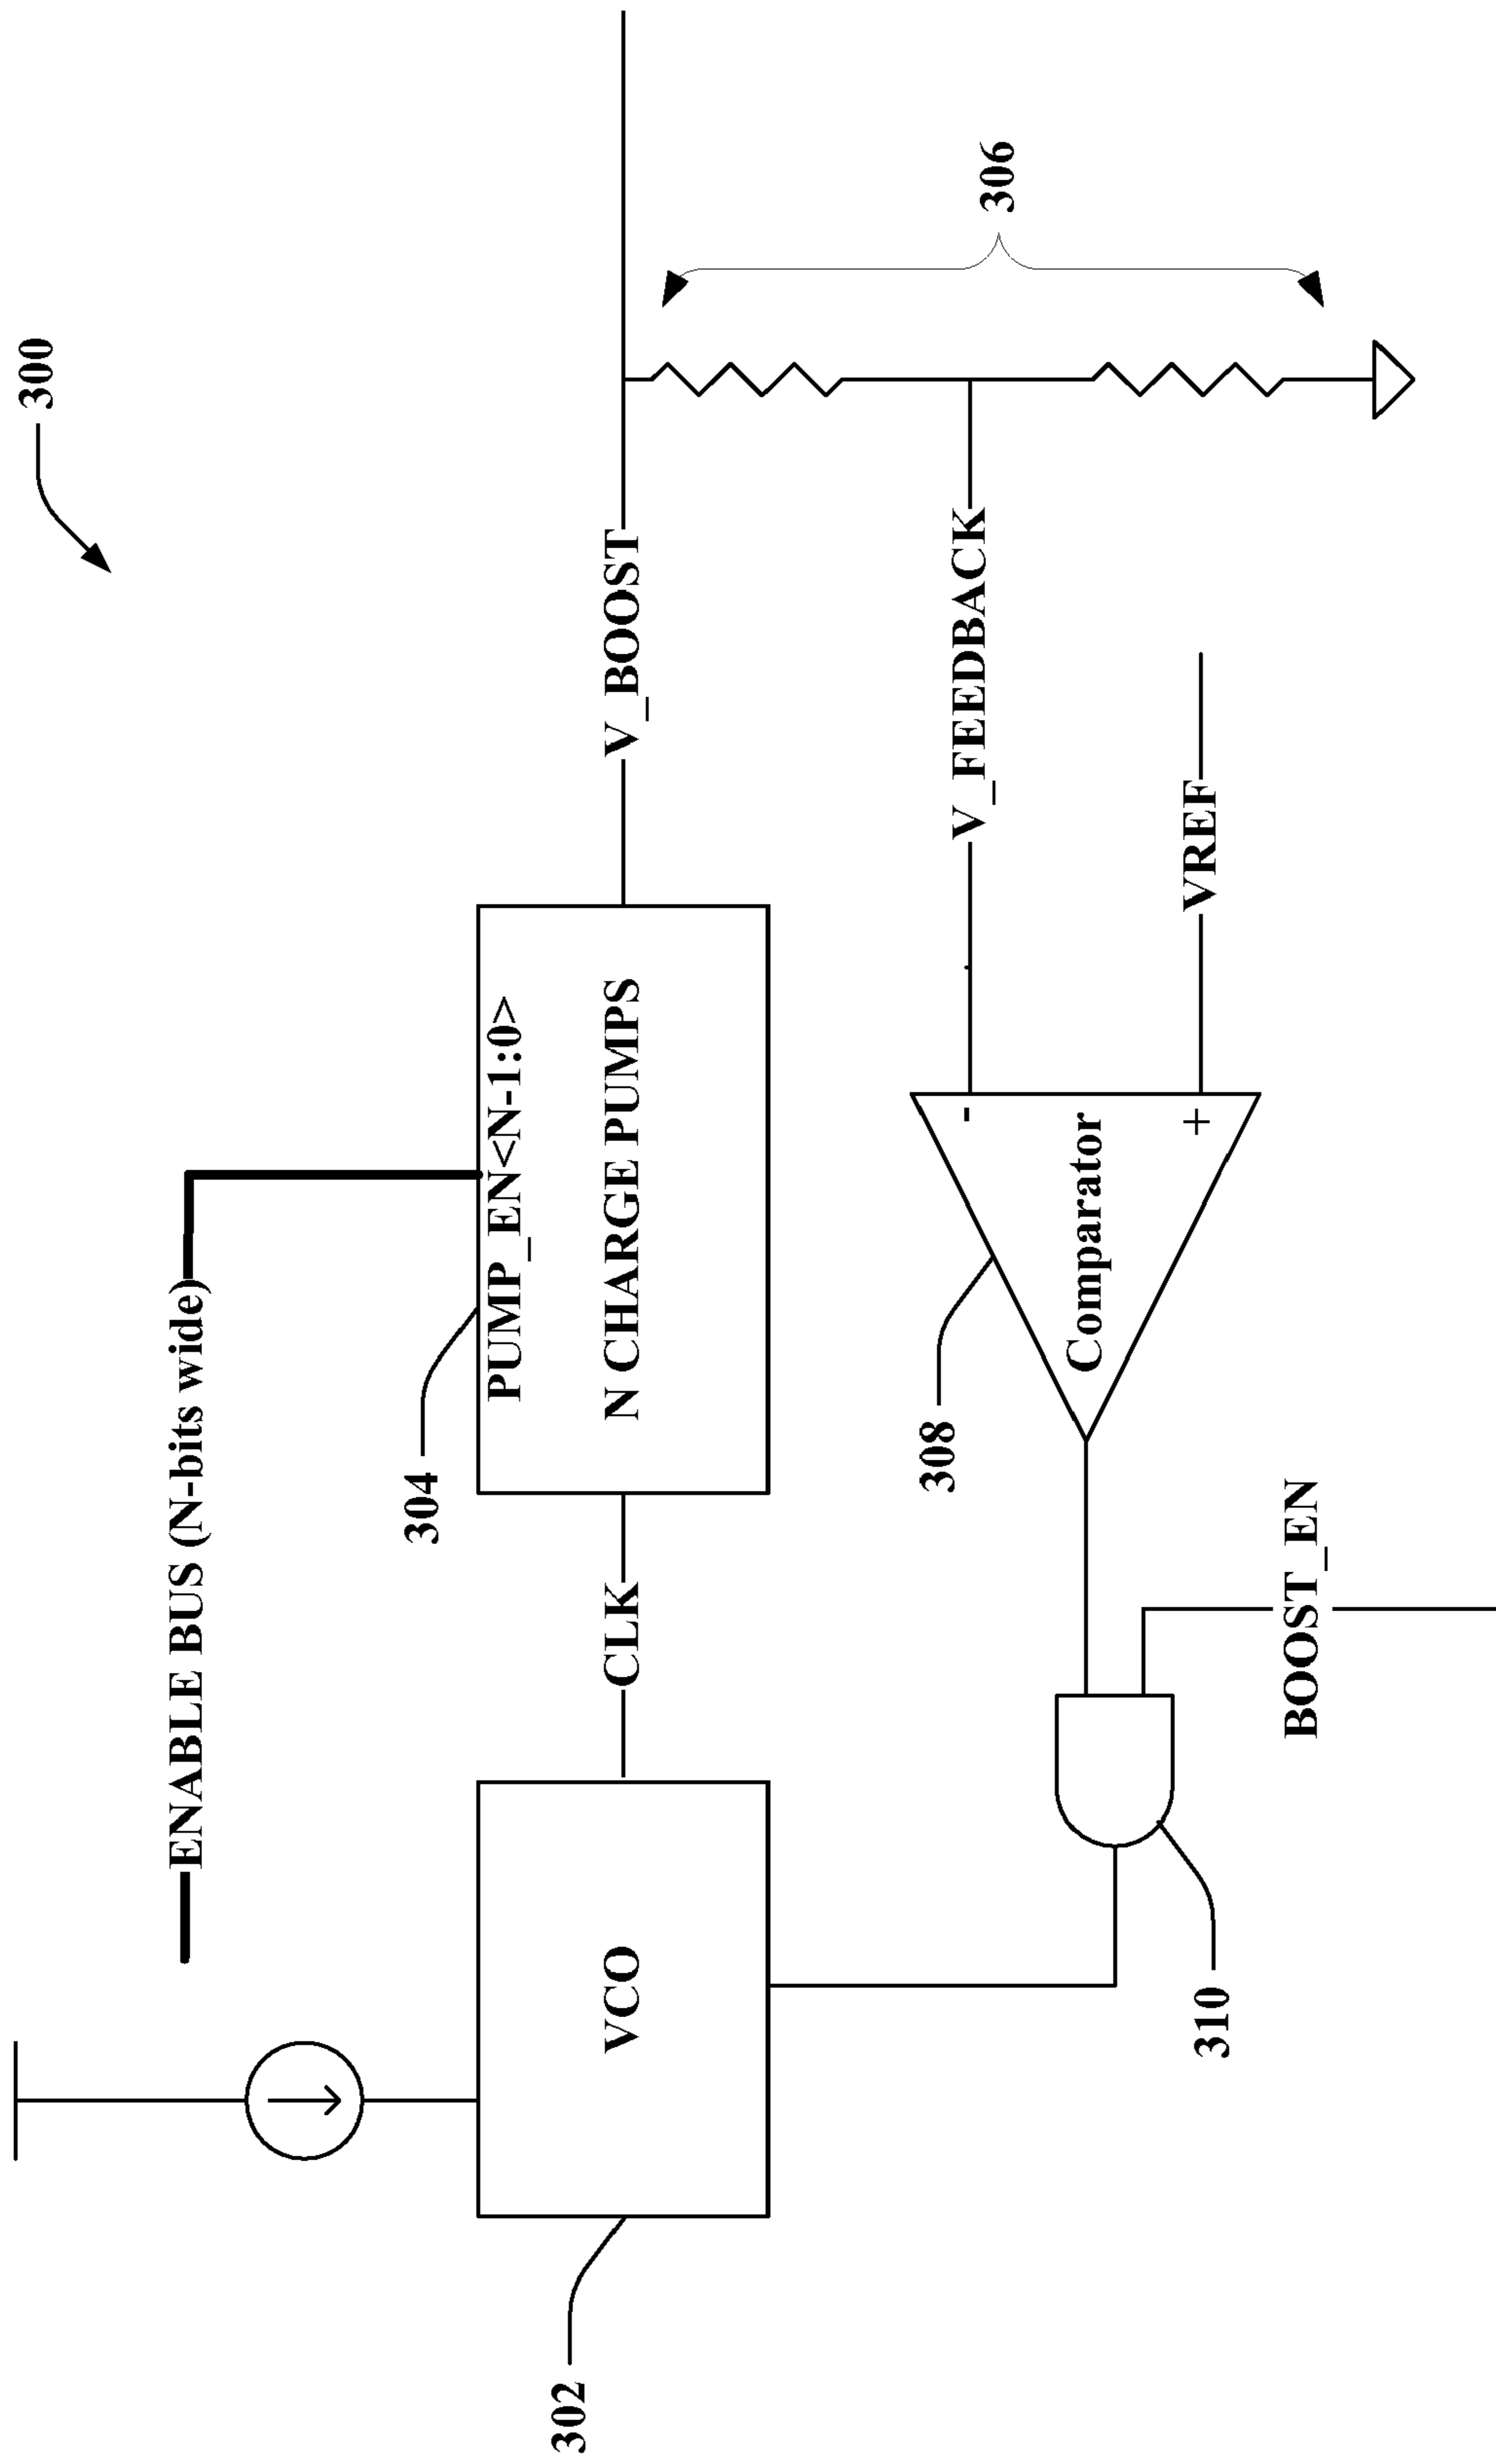 300
ENABLE BUS (N-bits wide)
304
PUMP_EN<N-1:0>
N CHARGE PUMPS
302
VCO
CLK
V_BOOST
306
V_FEEDBACK
308
-
Comparator
+
VREF
310
BOOST_EN